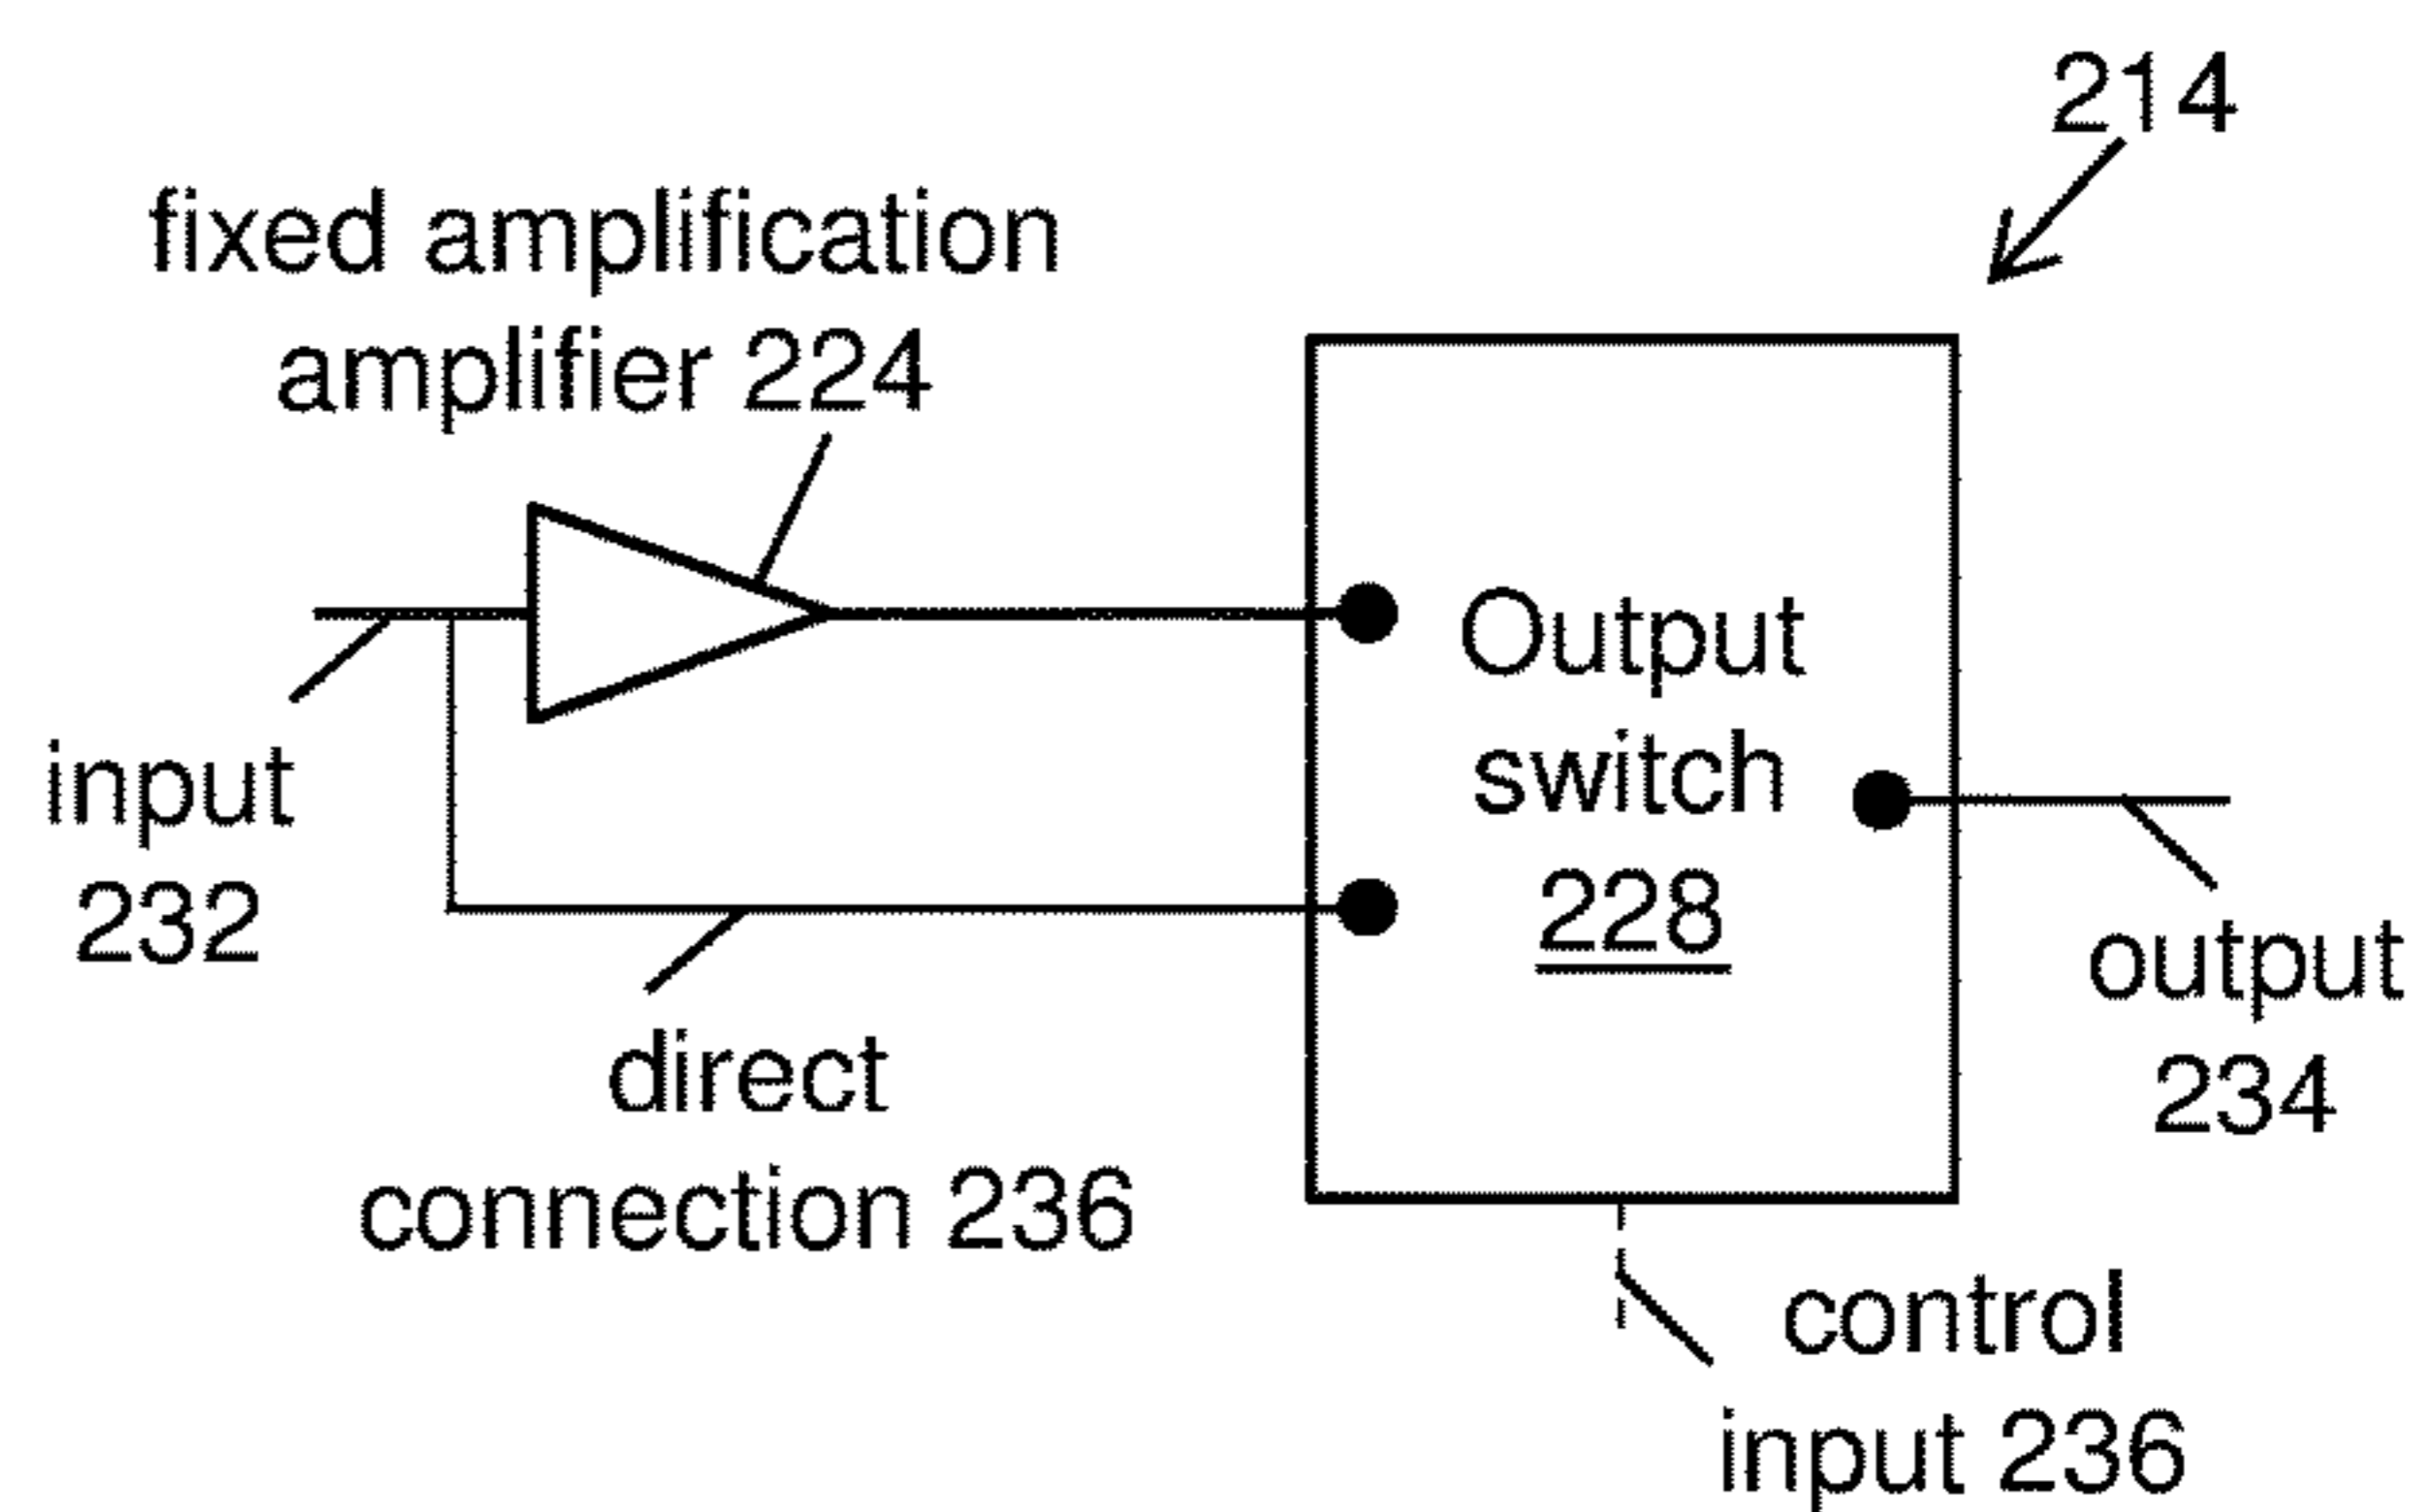 214
fixed amplification
amplifier 224
Output
switch
228
input
232
output
234
direct
connection 236
control
input 236